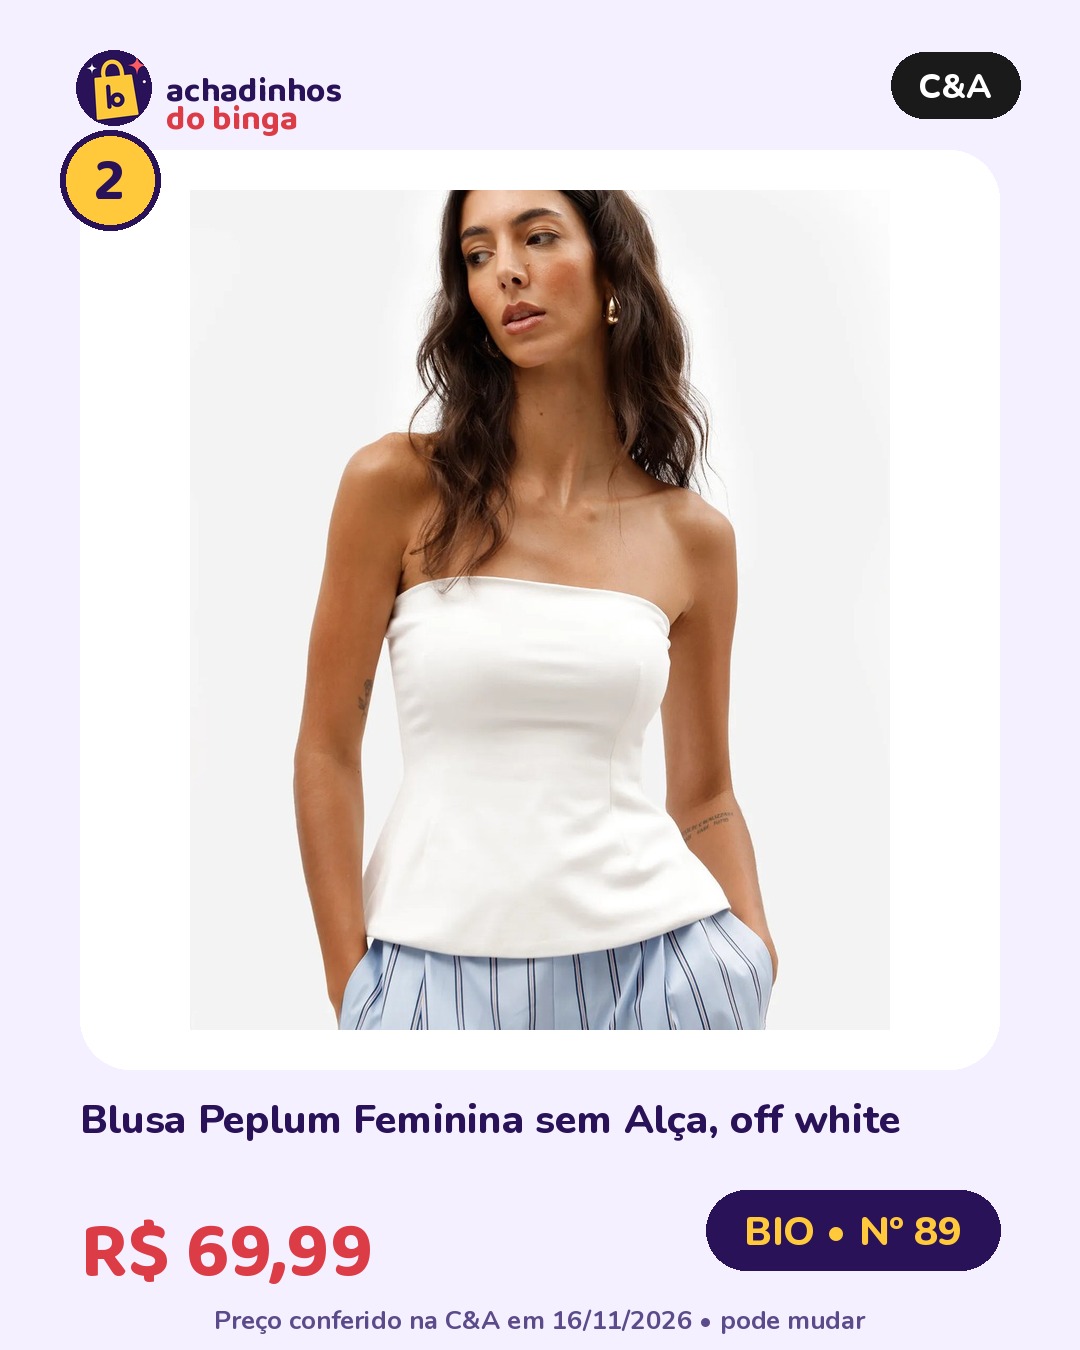 achadinhos
do binga
C&A
2
Blusa Peplum Feminina sem Alça, off white
R$ 69,99
BIO • Nº 89
Preço conferido na C&A em 16/11/2026 • pode mudar